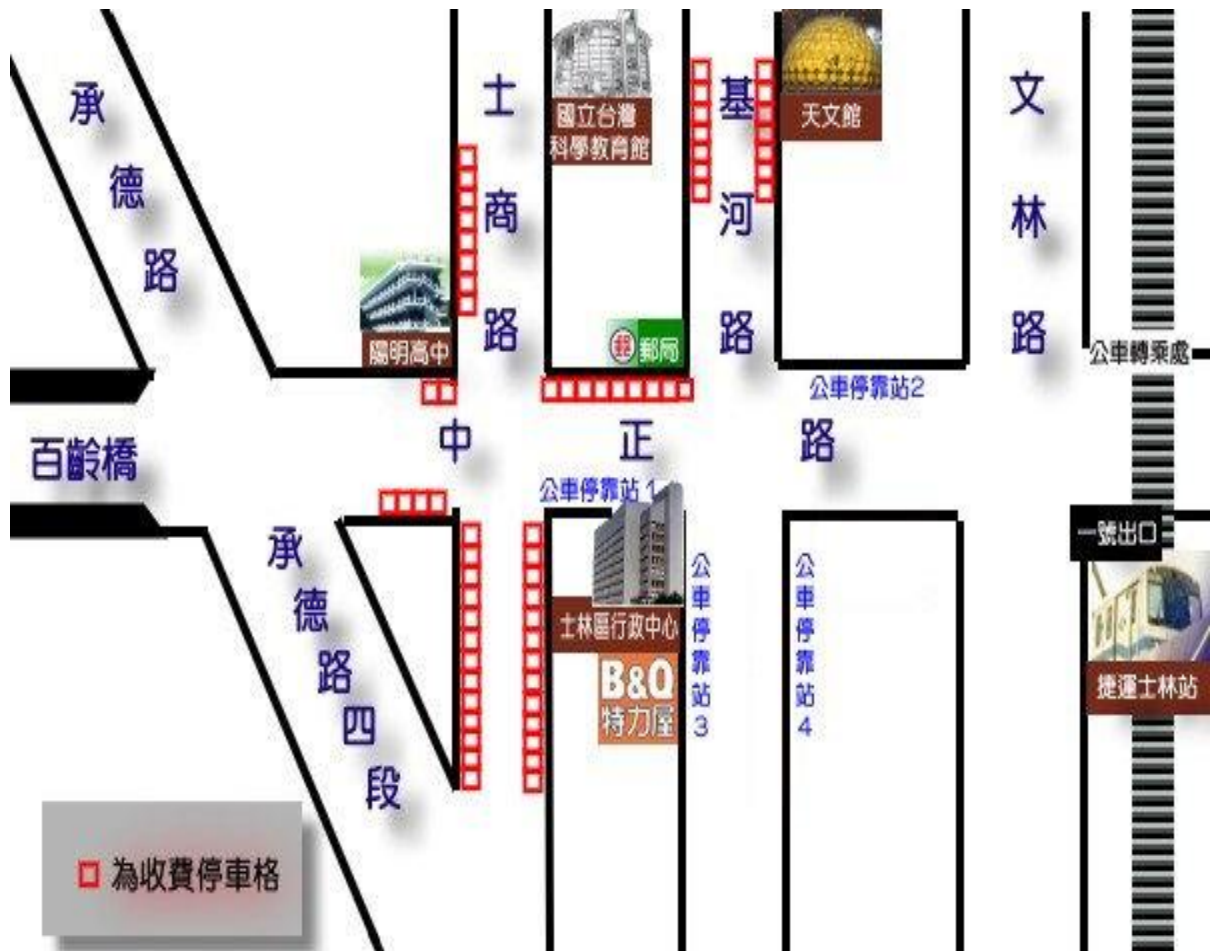 承德路
士商路
國立台灣
科學教育館
基河路
天文館
文林路
陽明高中
郵
郵局
公車停靠站2
公車轉乘處
百齡橋
中正路
公車停靠站 1
一號出口
承德路四段
士林區行政中心
B&Q
特力屋
公車停靠站3
公車停靠站4
捷運士林站
為收費停車格